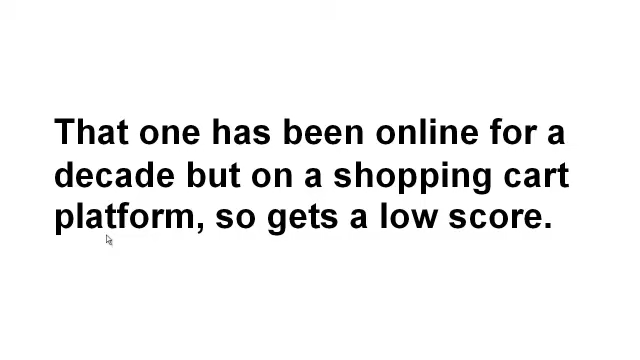 That one has been online for a
decade but on a shopping cart
platform, so gets a low score.